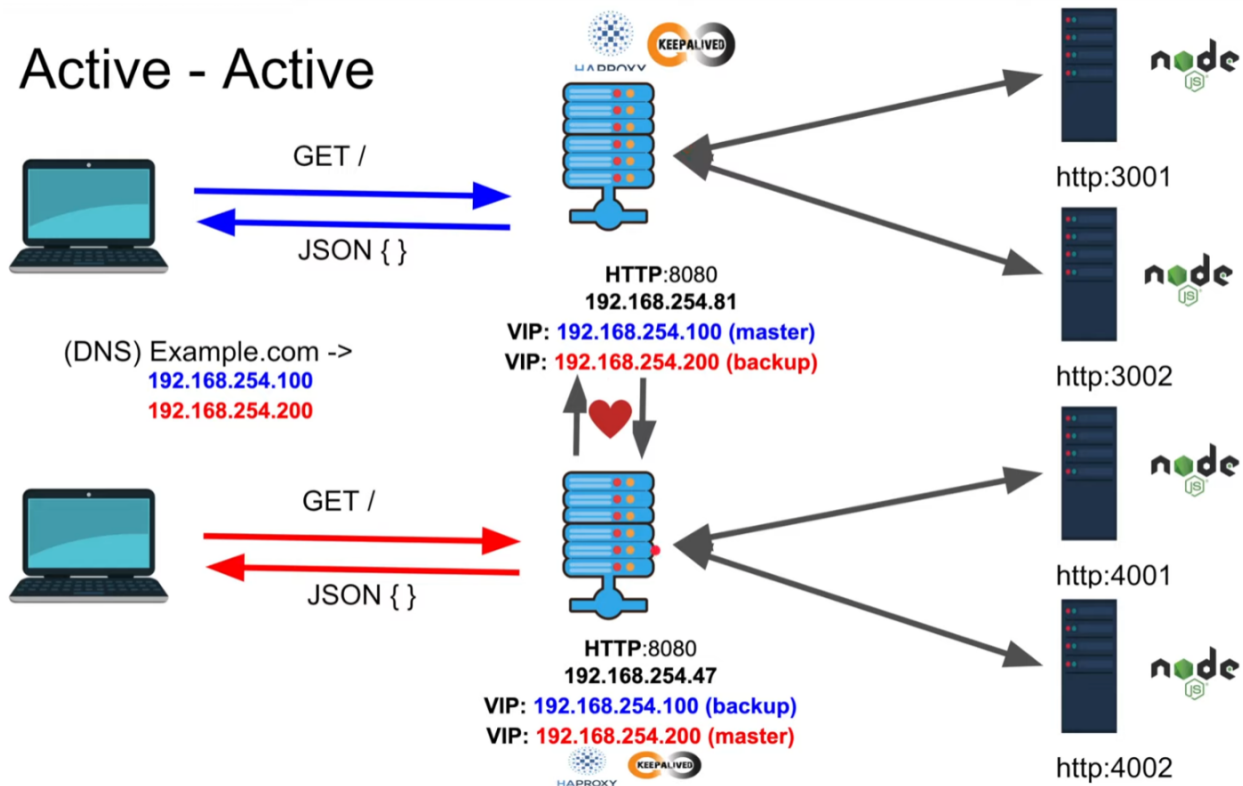 Active - Active
HAPROXY
KEEPALIVED
GET /
JSON { }
HTTP:8080
192.168.254.81
VIP: 192.168.254.100 (master)
VIP: 192.168.254.200 (backup)
(DNS) Example.com ->
192.168.254.100
192.168.254.200
GET /
JSON { }
HTTP:8080
192.168.254.47
VIP: 192.168.254.100 (backup)
VIP: 192.168.254.200 (master)
HAPROXY
KEEPALIVED
node
JS
http:3001
node
JS
http:3002
node
JS
http:4001
node
JS
http:4002